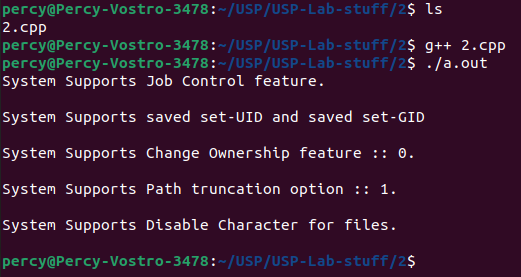 percy@Percy-Vostro-3478:~/USP/USP-Lab-stuff/2$ ls
2.cpp
percy@Percy-Vostro-3478:~/USP/USP-Lab-stuff/2$ g++ 2.cpp
percy@Percy-Vostro-3478:~/USP/USP-Lab-stuff/2$ ./a.out
System Supports Job Control feature.
System Supports saved set-UID and saved set-GID
System Supports Change Ownership feature :: 0.
System Supports Path truncation option :: 1.
System Supports Disable Character for files.
percy@Percy-Vostro-3478:~/USP/USP-Lab-stuff/2$